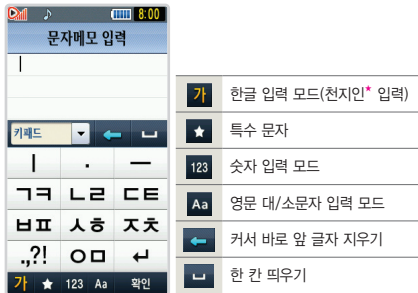 8:00
문자메모 입력
키패드
ㅣ . ㅡ
ㄱㅋ ㄴㄹ ㄷㅌ
ㅂㅍ ㅅㅎ ㅈㅊ
.,?! ㅇㅁ ↵
가 ★ 123 Aa 확인
가 한글 입력 모드(천지인★ 입력)
★ 특수 문자
123 숫자 입력 모드
Aa 영문 대/소문자 입력 모드
← 커서 바로 앞 글자 지우기
␣ 한 칸 띄우기